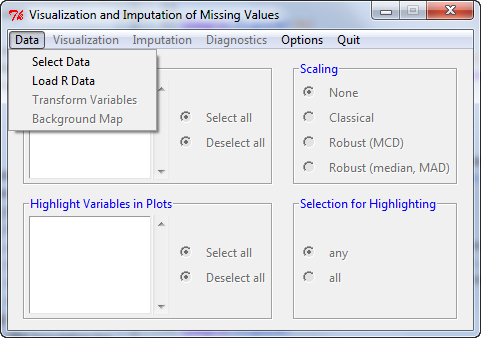 Visualization and Imputation of Missing Values
Data Visualization Imputation Diagnostics Options Quit
Select Data
Load R Data
Transform Variables
Background Map
Select all
Deselect all
Scaling
None
Classical
Robust (MCD)
Robust (median, MAD)
Highlight Variables in Plots
Select all
Deselect all
Selection for Highlighting
any
all